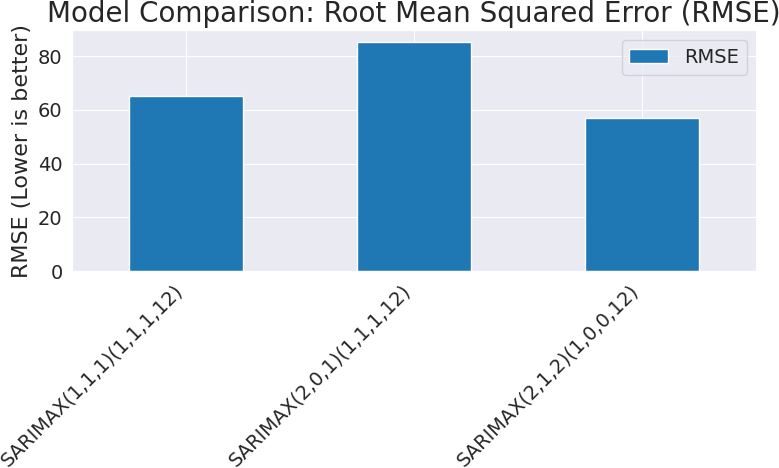 Model Comparison: Root Mean Squared Error (RMSE)
RMSE (Lower is better)
80
60
40
20
0
RMSE
SARIMAX(1,1,1)(1,1,1,12)
SARIMAX(2,0,1)(1,1,1,12)
SARIMAX(2,1,2)(1,0,0,12)